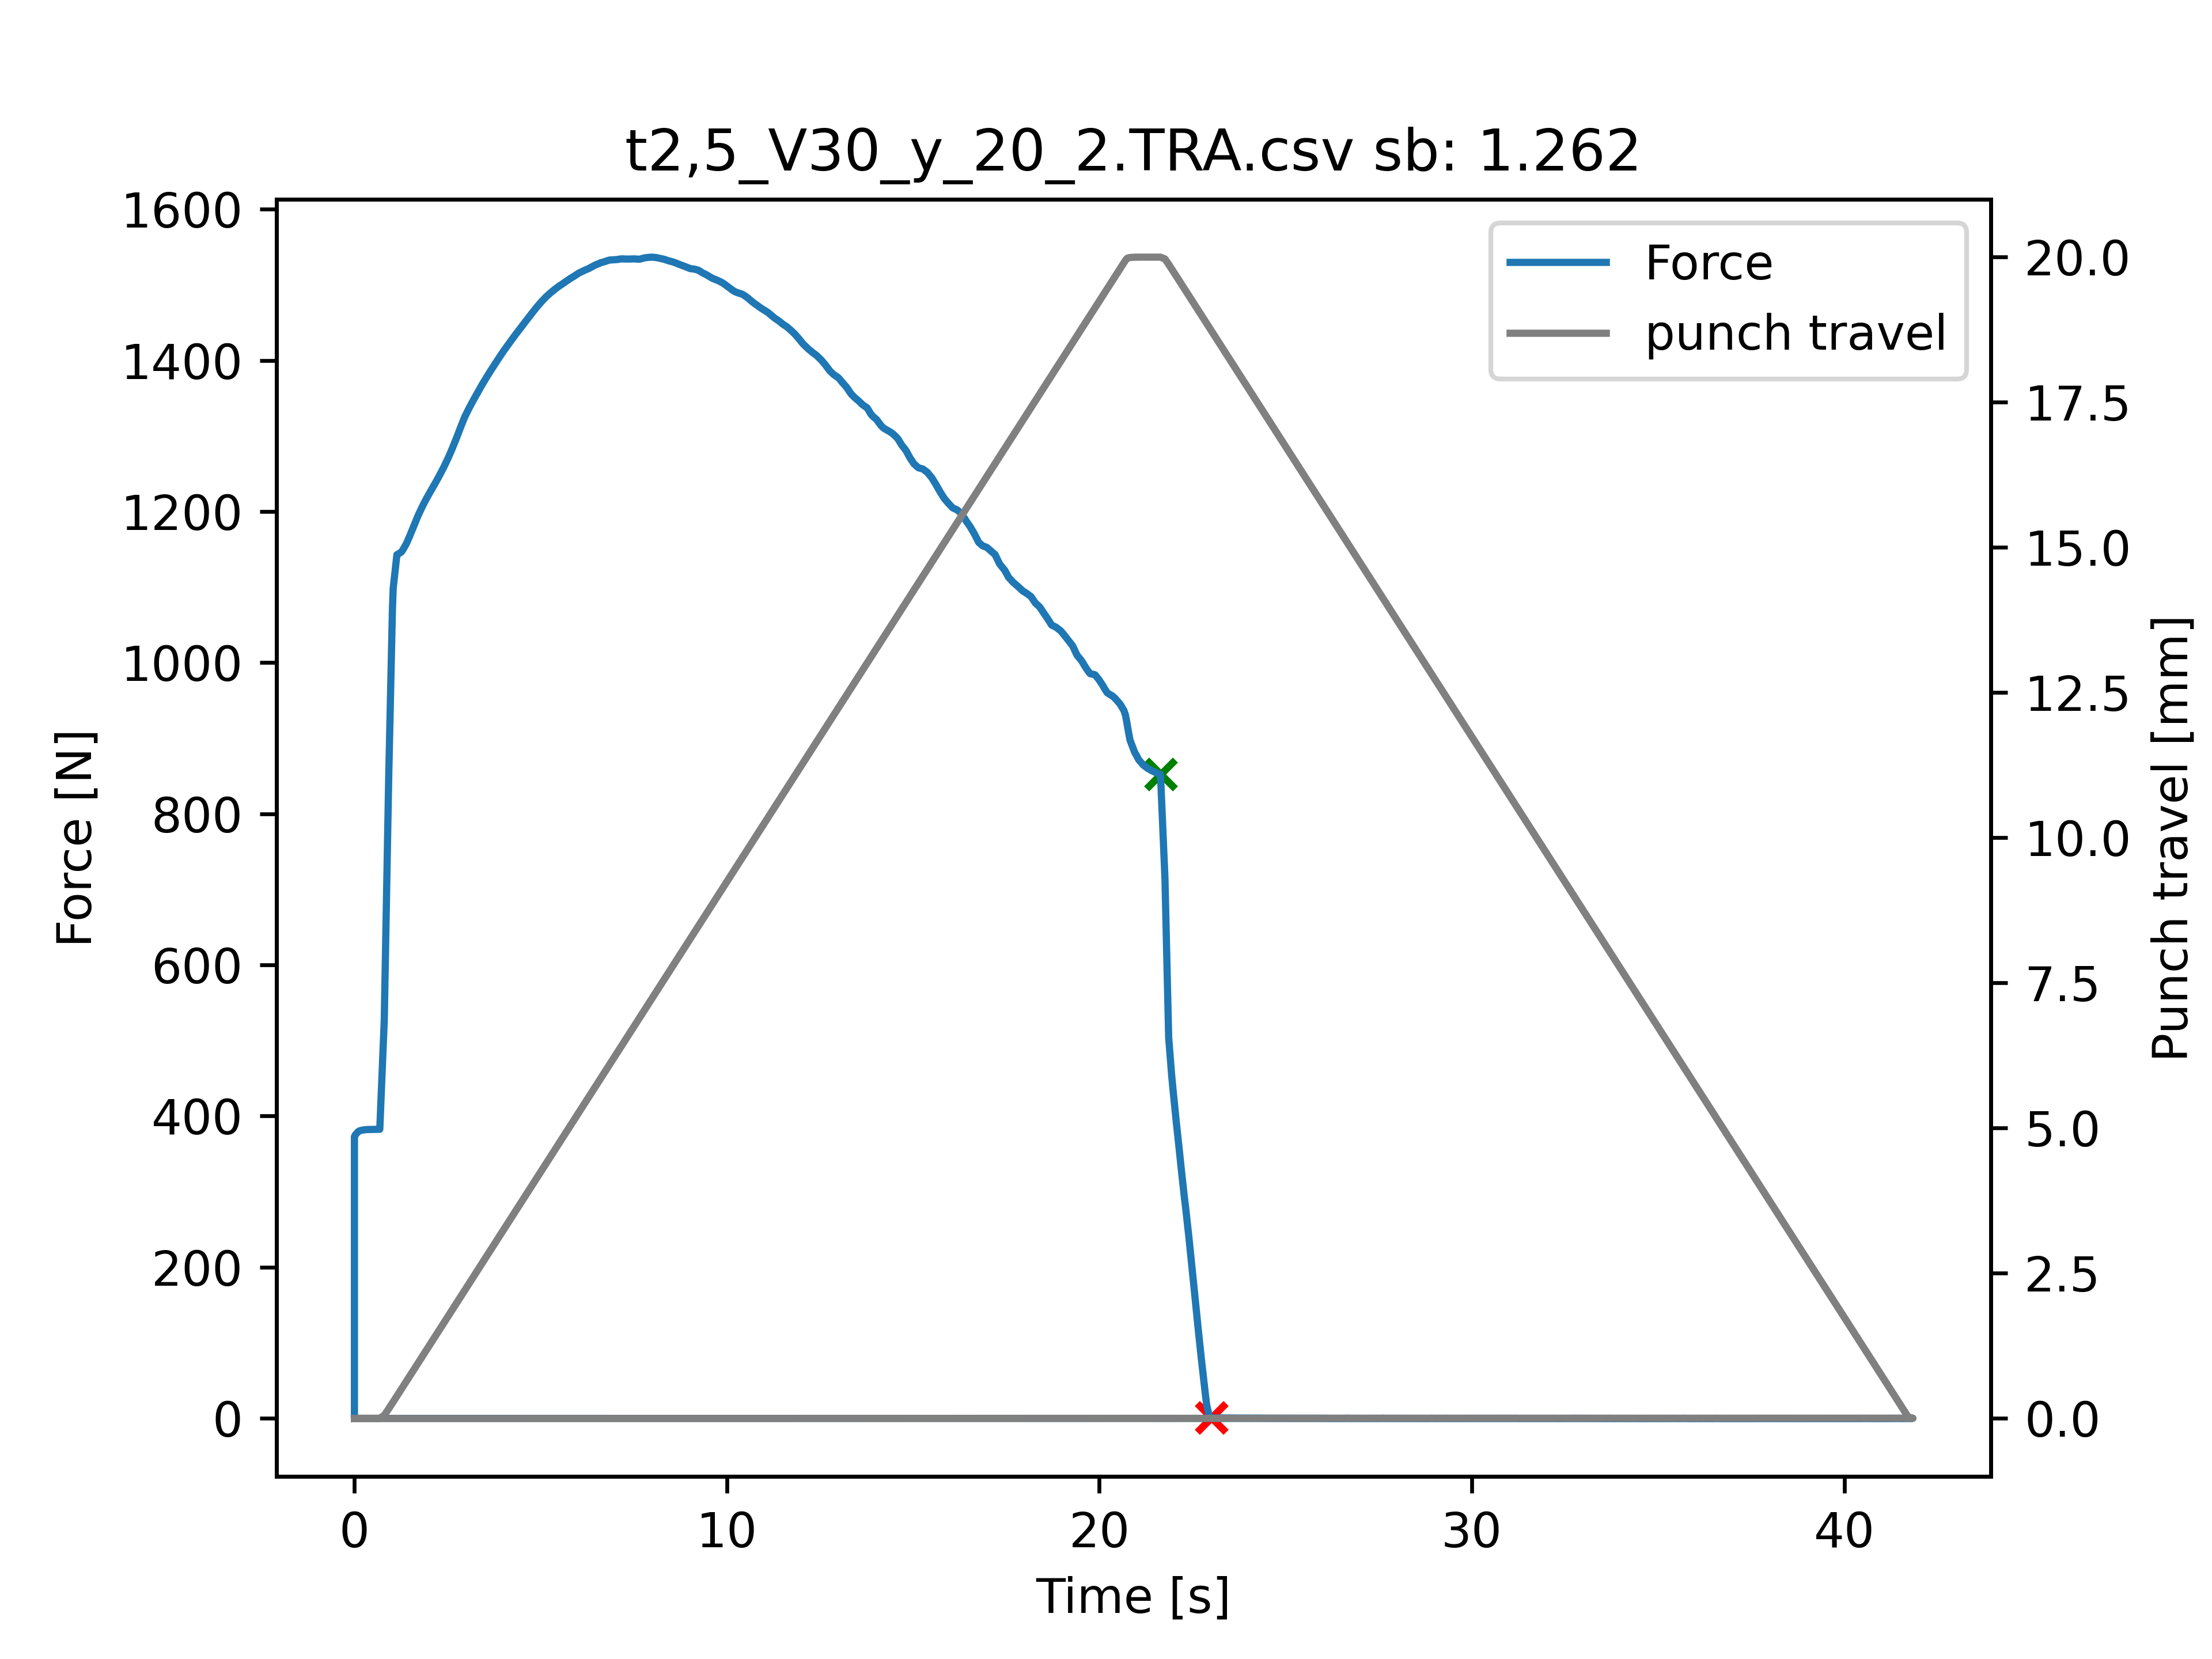 t2,5_V30_y_20_2.TRA.csv sb: 1.262
Force
punch travel
1600
1400
1200
1000
800
600
400
200
0
Force [N]
20.0
17.5
15.0
12.5
10.0
7.5
5.0
2.5
0.0
Punch travel [mm]
0 10 20 30 40
Time [s]